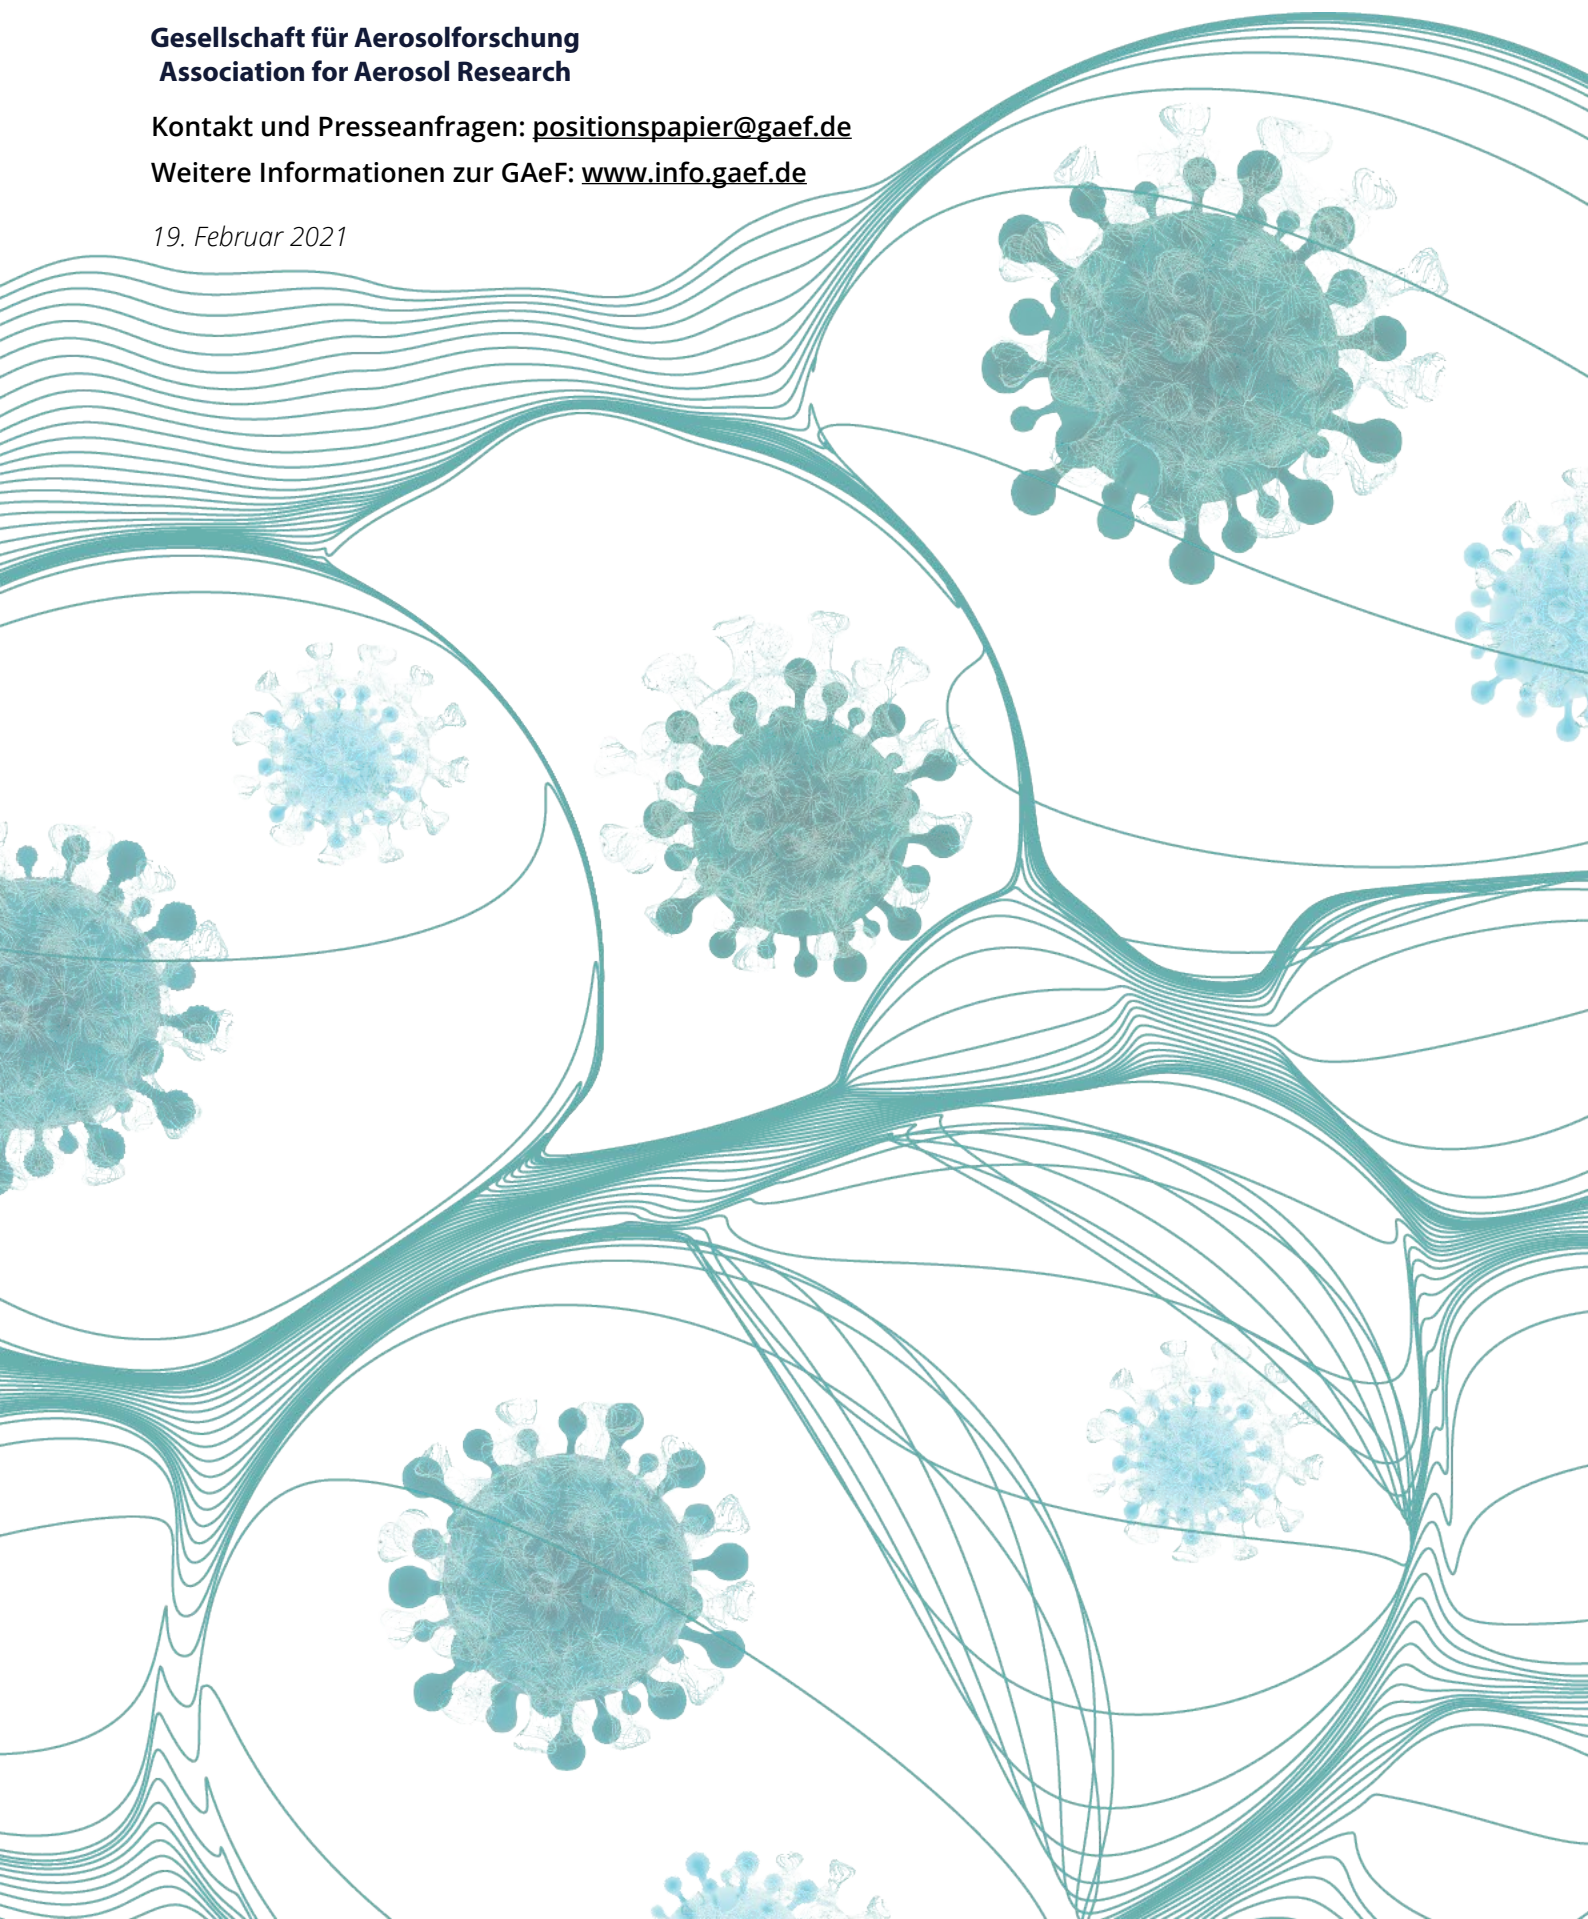 Gesellschaft für Aerosolforschung
Association for Aerosol Research
Kontakt und Presseanfragen: positionspapier@gaef.de
Weitere Informationen zur GAeF: www.info.gaef.de
19. Februar 2021